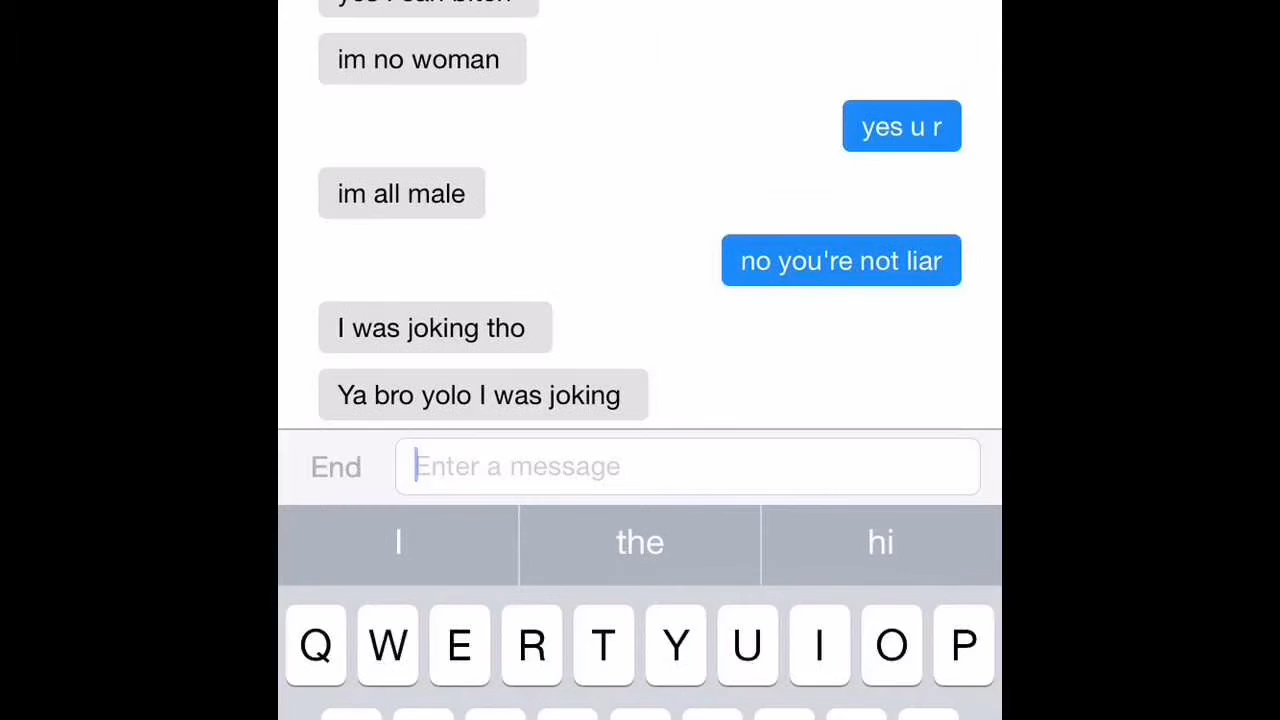 im no woman
yes u r
im all male
no you're not liar
I was joking tho
Ya bro yolo I was joking
End
Enter a message
I the hi
Q W E R T Y U I O P